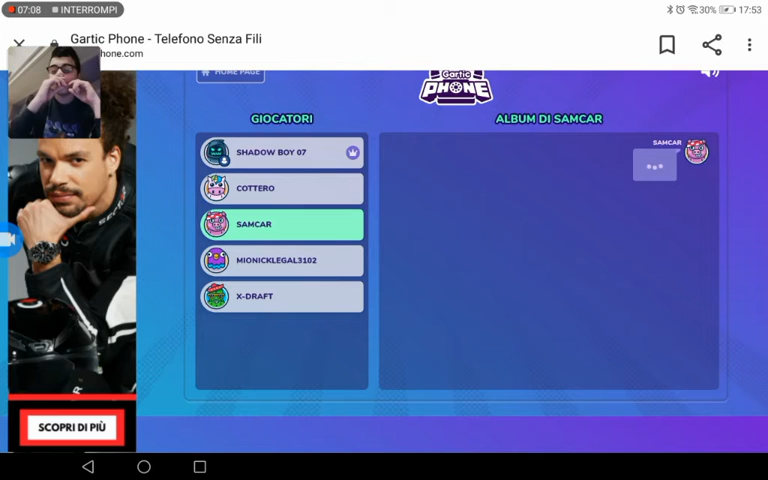 07:08 INTERROMPI
30% 17:53
Gartic Phone - Telefono Senza Fili
hone.com
HOME PAGE
Gartic
PHONE
GIOCATORI
ALBUM DI SAMCAR
SHADOW BOY 07
COTTERO
SAMCAR
MIONICKLEGAL3102
X-DRAFT
SAMCAR
SCOPRI DI PIÙ